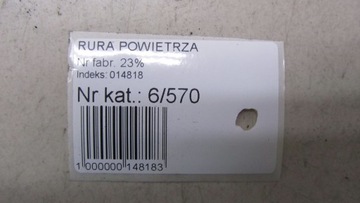 RURA POWIETRZA
Nr fabr. 23%
Indeks: 014818
Nr kat.: 6/570
1 000000 148183